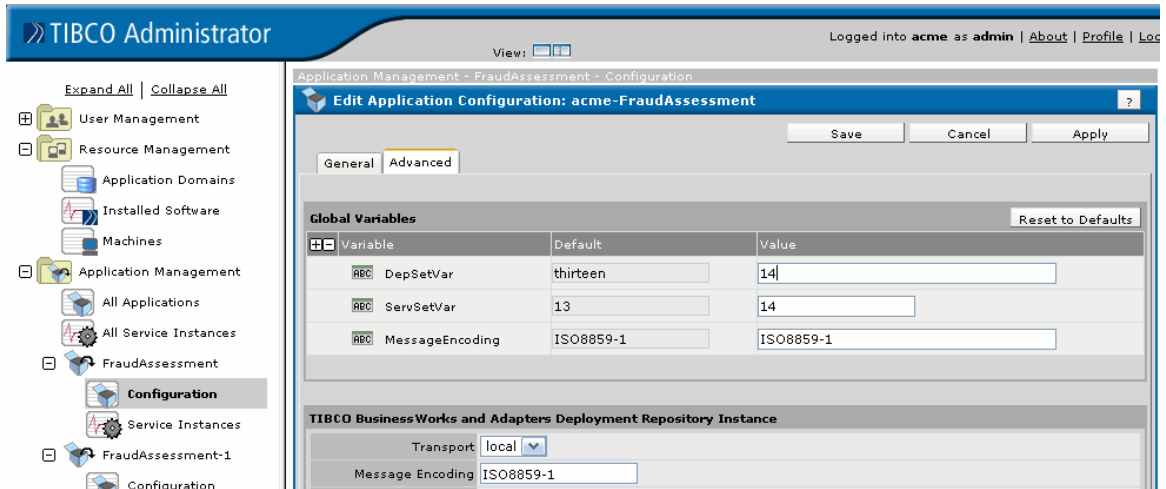 TIBCO Administrator
View:
Logged into acme as admin | About | Profile |
Expand All | Collapse All
User Management
Resource Management
Application Domains
Installed Software
Machines
Application Management
All Applications
All Service Instances
FraudAssessment
Configuration
Service Instances
FraudAssessment-1
Configuration
Application Management - FraudAssessment - Configuration
Edit Application Configuration: acme-FraudAssessment
?
Save Cancel Apply
General Advanced
Global Variables Reset to Defaults
Variable Default Value
ABC DepSetVar thirteen 14
ABC ServSetVar 13 14
ABC MessageEncoding ISO8859-1 ISO8859-1
TIBCO BusinessWorks and Adapters Deployment Repository Instance
Transport local
Message Encoding ISO8859-1